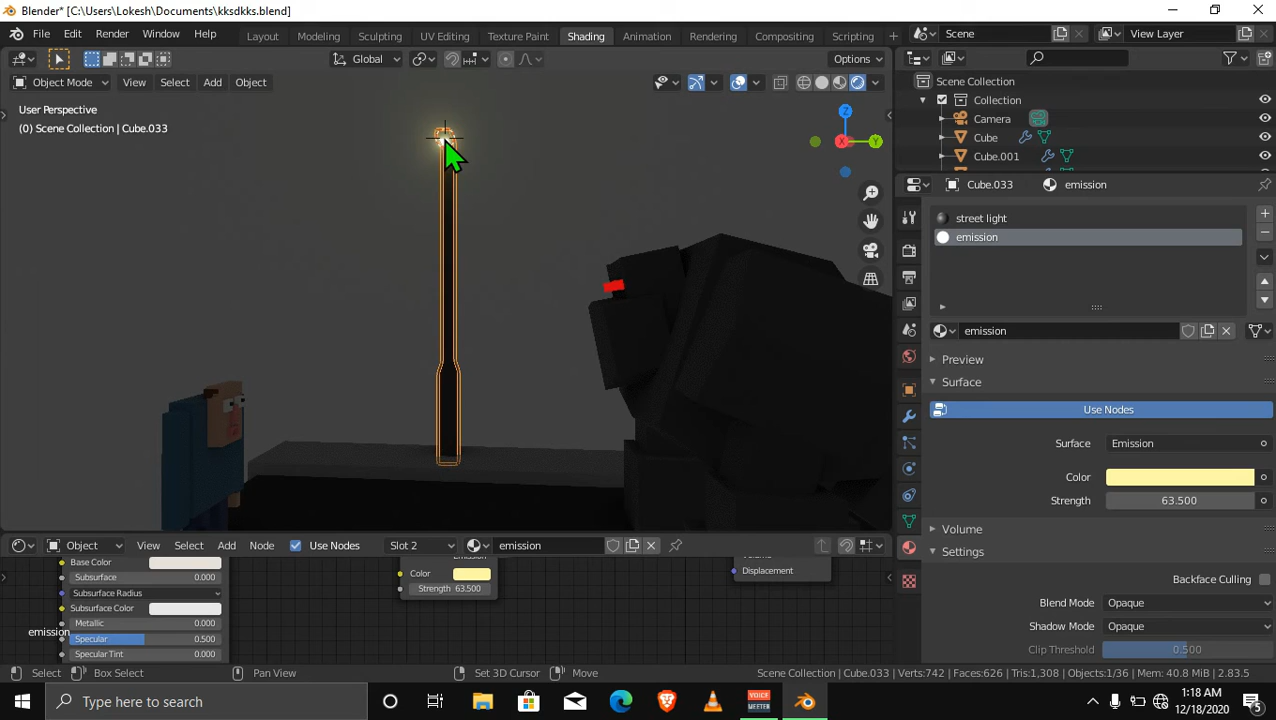 Blender* [C:\Users\Lokesh\Documents\kksdkks.blend]
File Edit Render Window Help Layout Modeling Sculpting UV Editing Texture Paint Shading Animation Rendering Compositing Scripting + Scene View Layer
Global Options
Object Mode View Select Add Object
User Perspective
(0) Scene Collection | Cube.033
Z
Y
X
Scene Collection
Collection
Camera
Cube
Cube.001
Cube.033 emission
street light
emission
emission
Preview
Surface
Use Nodes
Surface Emission
Color
Strength 63.500
Volume
Settings
Backface Culling
Blend Mode Opaque
Shadow Mode Opaque
Clip Threshold 0.500
Object View Select Add Node Use Nodes Slot 2 emission
Base Color
Subsurface 0.000
Subsurface Radius
Subsurface Color
Metallic 0.000
Specular 0.500
Specular Tint 0.000
emission
Emission
Color
Strength 63.500
Volume
Displacement
Select Box Select Pan View Set 3D Cursor Move Scene Collection | Cube.033 | Verts:742 | Faces:626 | Tris:1,308 | Objects:1/36 | Mem: 40.8 MiB | 2.83.5
Type here to search
VOICE MEETER
1:18 AM
12/18/2020
5